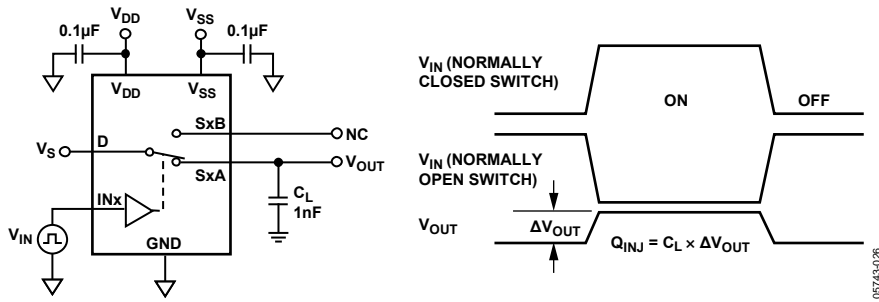 VDD
VSS
0.1µF
0.1µF
VDD
VSS
SxB
NC
VS
D
SxA
VOUT
INx
CL
1nF
VIN
GND
VIN (NORMALLY
CLOSED SWITCH)
ON
OFF
VIN (NORMALLY
OPEN SWITCH)
VOUT
ΔVOUT
QINJ = CL × ΔVOUT
05743-026